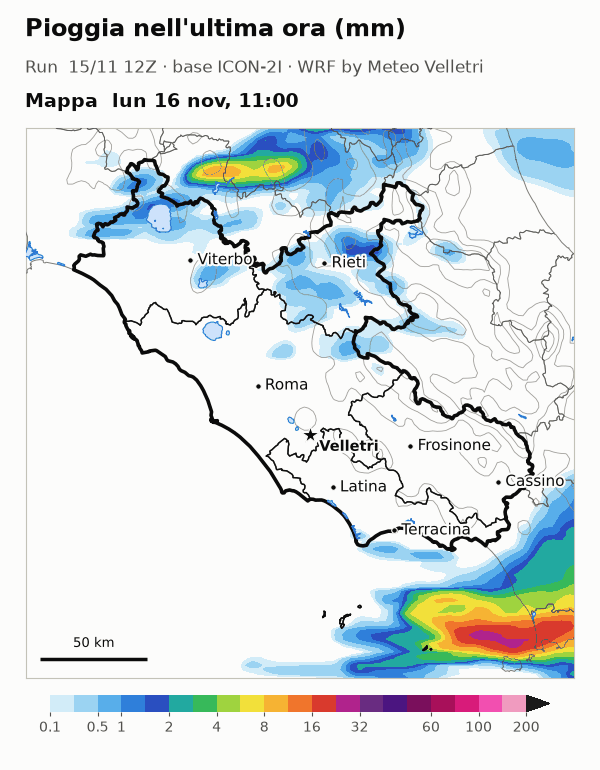 Pioggia nell'ultima ora (mm)
Run  15/11 12Z · base ICON-2I · WRF by Meteo Velletri
Mappa  lun 16 nov, 11:00
Viterbo
Rieti
Roma
Velletri
Frosinone
Cassino
Latina
Terracina
50 km
0.1 0.5 1 2 4 8 16 32 60 100 200